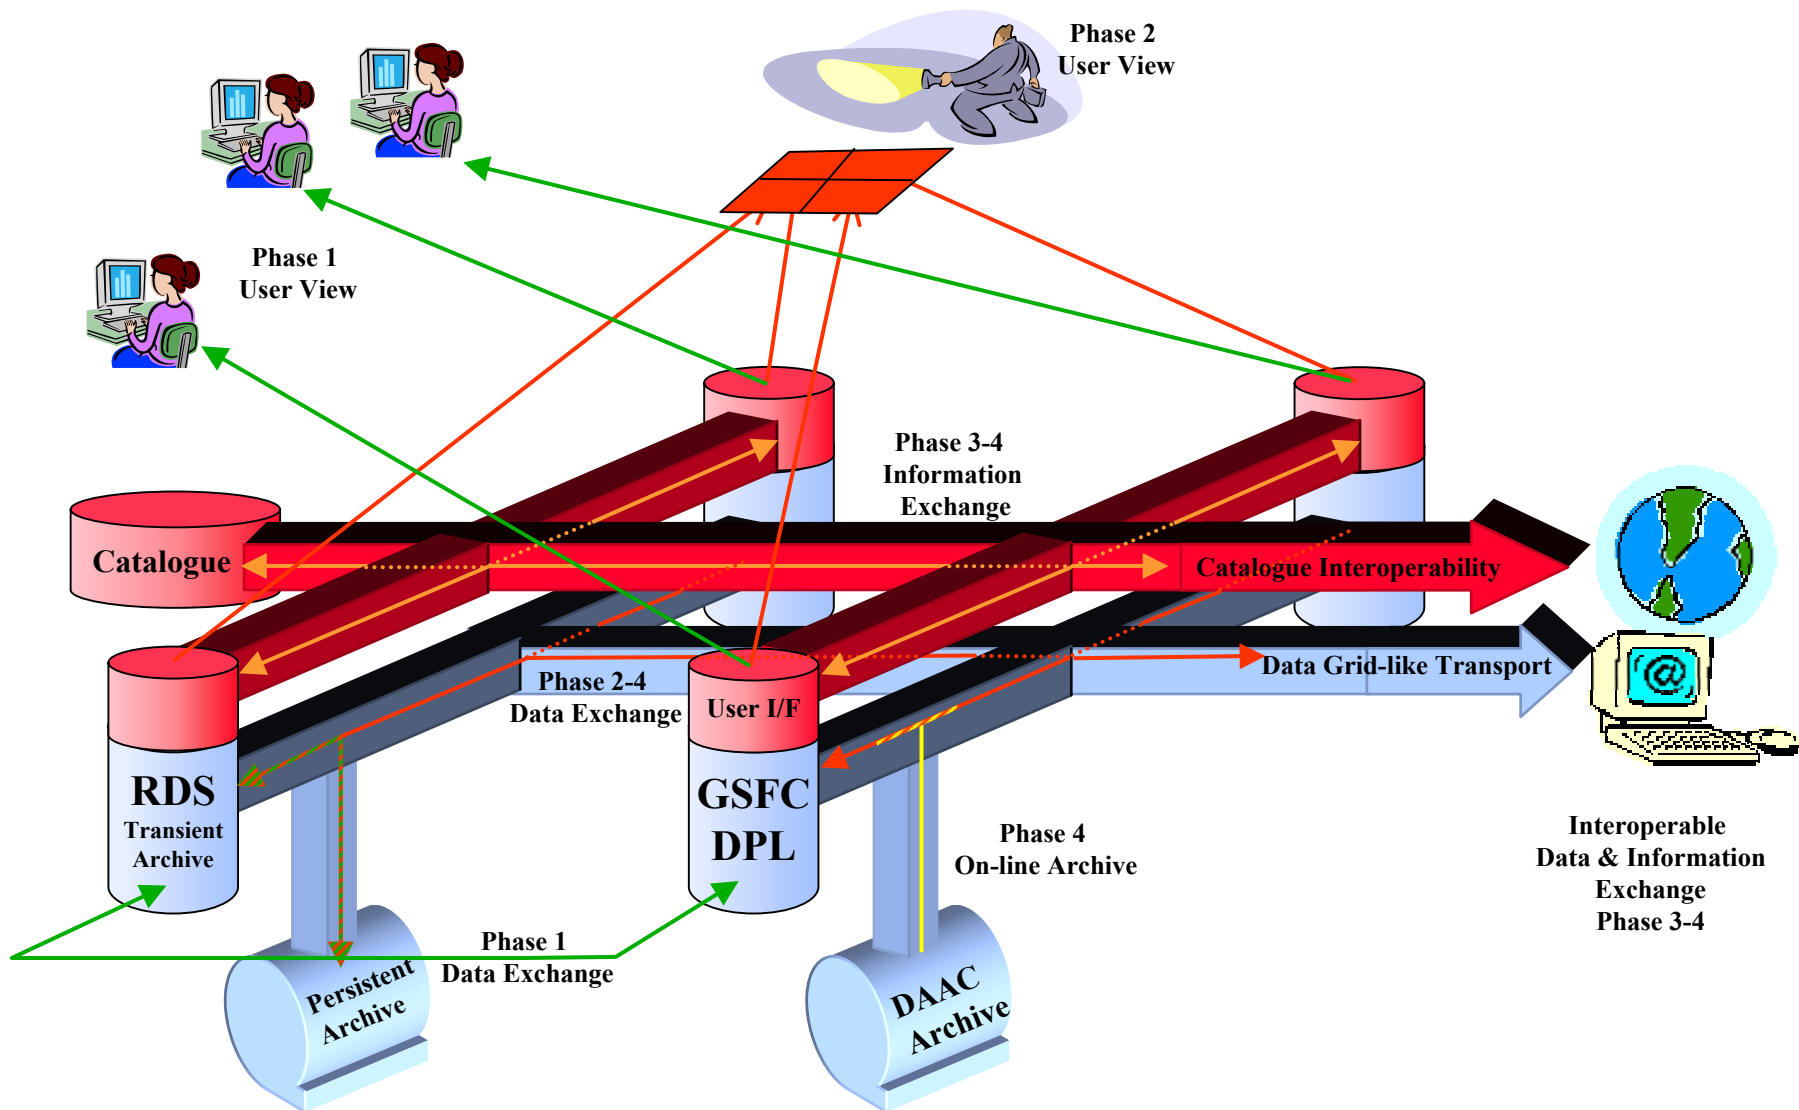 Phase 2
User View
Phase 1
User View
Phase 3-4
Information
Exchange
Catalogue
Catalogue Interoperability
Data Grid-like Transport
@
Phase 2-4
Data Exchange
User I/F
RDS
Transient
Archive
GSFC
DPL
Phase 4
On-line Archive
Interoperable
Data & Information
Exchange
Phase 3-4
Phase 1
Data Exchange
Persistent
Archive
DAAC
Archive